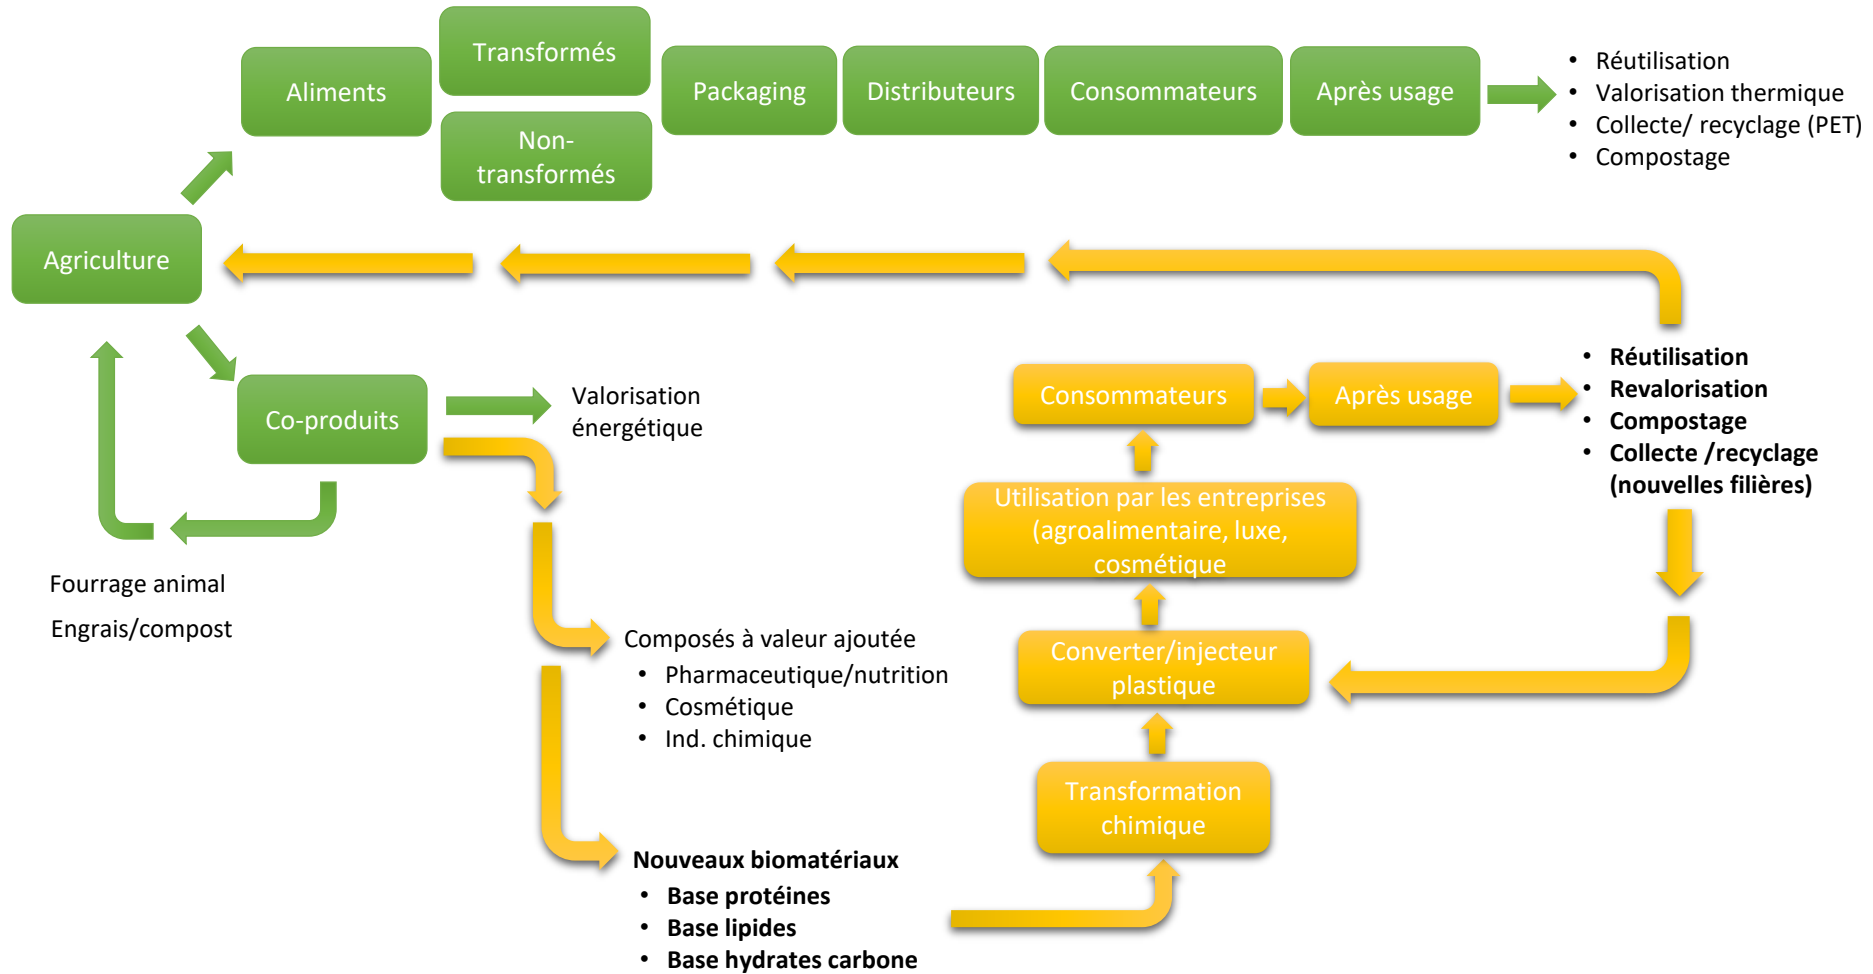 Aliments
Transformés
Non-
transformés
Packaging
Distributeurs
Consommateurs
Après usage
• Réutilisation
• Valorisation thermique
• Collecte/ recyclage (PET)
• Compostage
Agriculture
Co-produits
Valorisation
énergétique
Fourrage animal
Engrais/compost
Composés à valeur ajoutée
• Pharmaceutique/nutrition
• Cosmétique
• Ind. chimique
Nouveaux biomatériaux
• Base protéines
• Base lipides
• Base hydrates carbone
Transformation
chimique
Converter/injecteur
plastique
Utilisation par les entreprises
(agroalimentaire, luxe,
cosmétique
Consommateurs
Après usage
• Réutilisation
• Revalorisation
• Compostage
• Collecte /recyclage
(nouvelles filières)